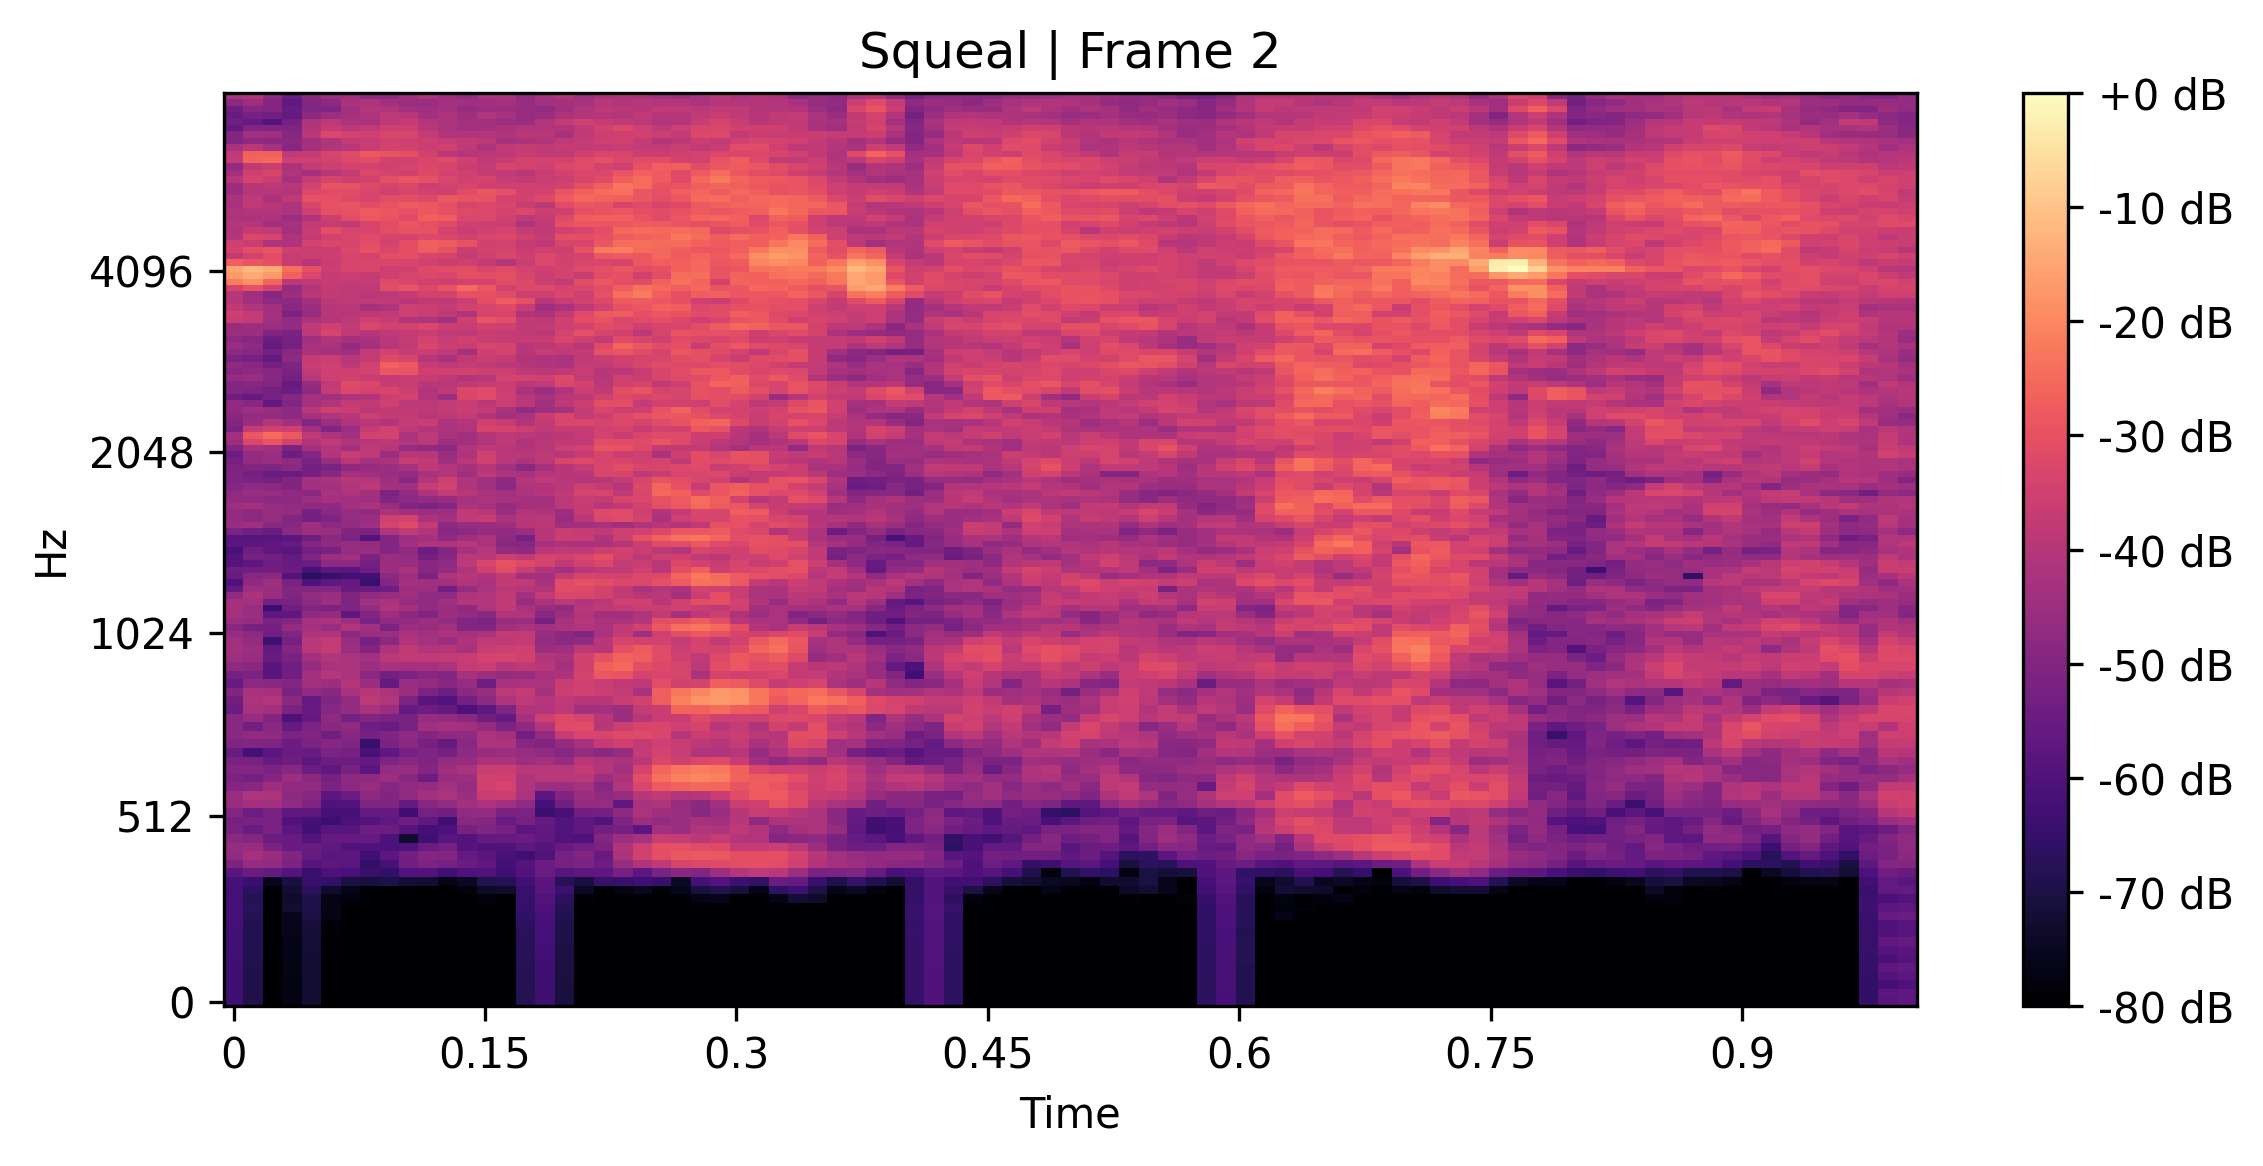 Squeal | Frame 2
+0 dB
-10 dB
-20 dB
-30 dB
-40 dB
-50 dB
-60 dB
-70 dB
-80 dB
4096
2048
1024
512
0
Hz
0 0.15 0.3 0.45 0.6 0.75 0.9
Time